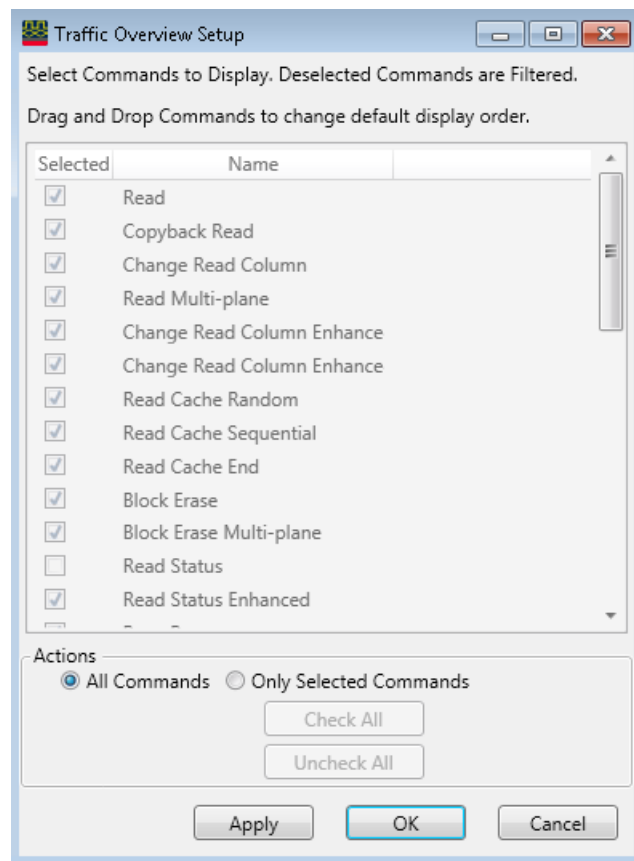 Traffic Overview Setup
Select Commands to Display. Deselected Commands are Filtered.
Drag and Drop Commands to change default display order.
Selected Name
Read
Copyback Read
Change Read Column
Read Multi-plane
Change Read Column Enhance
Change Read Column Enhance
Read Cache Random
Read Cache Sequential
Read Cache End
Block Erase
Block Erase Multi-plane
Read Status
Read Status Enhanced
Actions
All Commands Only Selected Commands
Check All
Uncheck All
Apply OK Cancel